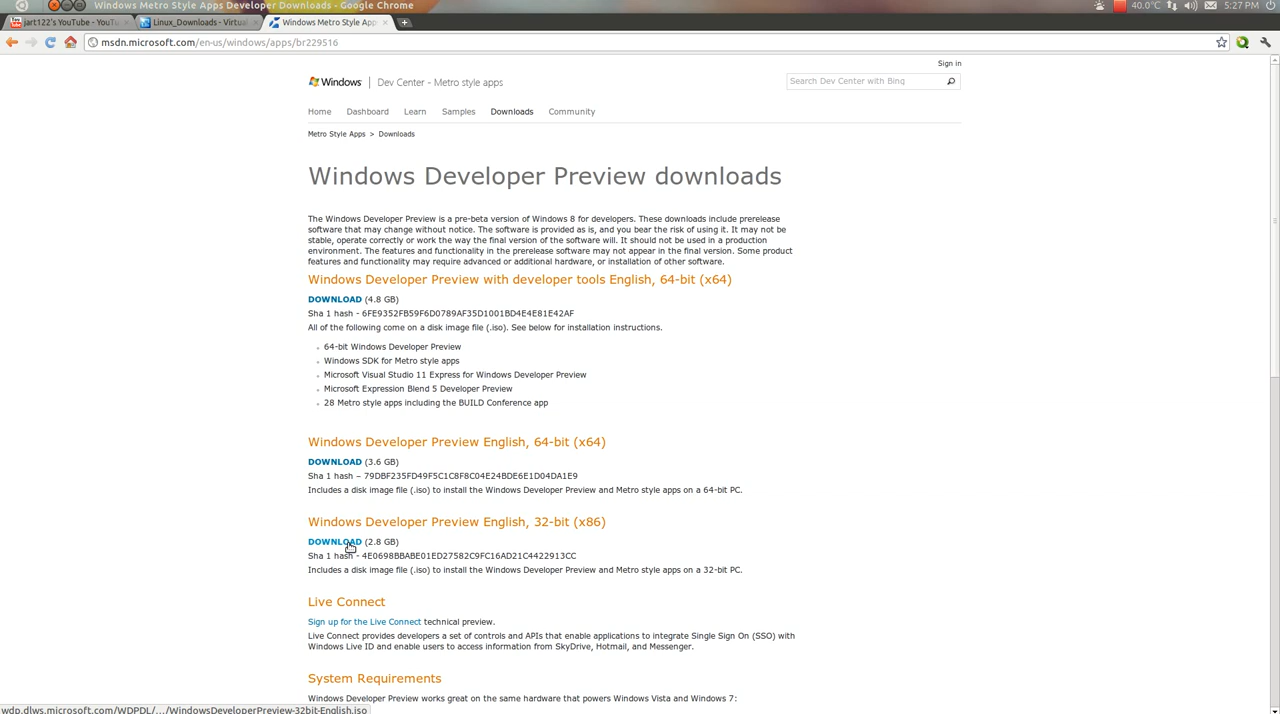 Windows Metro Style Apps Developer Downloads - Google Chrome
40.0°C
5:27 PM
jart122's YouTube - YouTu
Linux_Downloads - Virtual
Windows Metro Style App
msdn.microsoft.com/en-us/windows/apps/br229516
Sign in
Windows | Dev Center - Metro style apps
Search Dev Center with Bing
Home Dashboard Learn Samples Downloads Community
Metro Style Apps > Downloads
Windows Developer Preview downloads
The Windows Developer Preview is a pre-beta version of Windows 8 for developers. These downloads include prerelease
software that may change without notice. The software is provided as is, and you bear the risk of using it. It may not be
stable, operate correctly or work the way the final version of the software will. It should not be used in a production
environment. The features and functionality in the prerelease software may not appear in the final version. Some product
features and functionality may require advanced or additional hardware, or installation of other software.
Windows Developer Preview with developer tools English, 64-bit (x64)
DOWNLOAD (4.8 GB)
Sha 1 hash - 6FE9352FB59F6D0789AF35D1001BD4E4E81E42AF
All of the following come on a disk image file (.iso). See below for installation instructions.
64-bit Windows Developer Preview
Windows SDK for Metro style apps
Microsoft Visual Studio 11 Express for Windows Developer Preview
Microsoft Expression Blend 5 Developer Preview
28 Metro style apps including the BUILD Conference app
Windows Developer Preview English, 64-bit (x64)
DOWNLOAD (3.6 GB)
Sha 1 hash – 79DBF235FD49F5C1C8F8C04E24BDE6E1D04DA1E9
Includes a disk image file (.iso) to install the Windows Developer Preview and Metro style apps on a 64-bit PC.
Windows Developer Preview English, 32-bit (x86)
DOWNLOAD (2.8 GB)
Sha 1 hash - 4E0698BBABE01ED27582C9FC16AD21C4422913CC
Includes a disk image file (.iso) to install the Windows Developer Preview and Metro style apps on a 32-bit PC.
Live Connect
Sign up for the Live Connect technical preview.
Live Connect provides developers a set of controls and APIs that enable applications to integrate Single Sign On (SSO) with
Windows Live ID and enable users to access information from SkyDrive, Hotmail, and Messenger.
System Requirements
Windows Developer Preview works great on the same hardware that powers Windows Vista and Windows 7:
wdp.dlws.microsoft.com/WDPDL/.../WindowsDeveloperPreview-32bit-English.iso